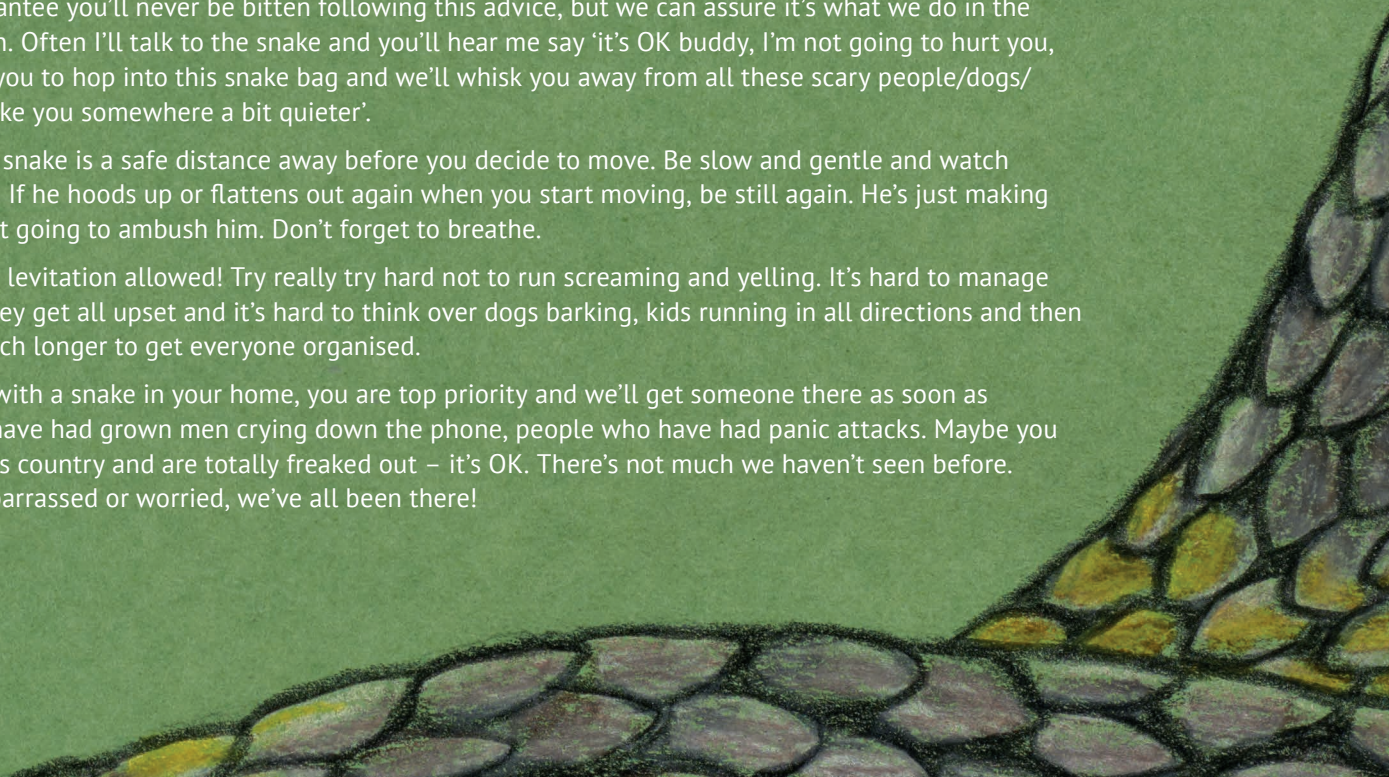 antee you’ll never be bitten following this advice, but we can assure it’s what we do in the
. Often I’ll talk to the snake and you’ll hear me say ‘it’s OK buddy, I’m not going to hurt you,
you to hop into this snake bag and we’ll whisk you away from all these scary people/dogs/
ke you somewhere a bit quieter’.
snake is a safe distance away before you decide to move. Be slow and gentle and watch
If he hoods up or flattens out again when you start moving, be still again. He’s just making
t going to ambush him. Don’t forget to breathe.
levitation allowed! Try really try hard not to run screaming and yelling. It’s hard to manage
ey get all upset and it’s hard to think over dogs barking, kids running in all directions and then
ch longer to get everyone organised.
with a snake in your home, you are top priority and we’ll get someone there as soon as
have had grown men crying down the phone, people who have had panic attacks. Maybe you
s country and are totally freaked out – it’s OK. There’s not much we haven’t seen before.
barrassed or worried, we’ve all been there!